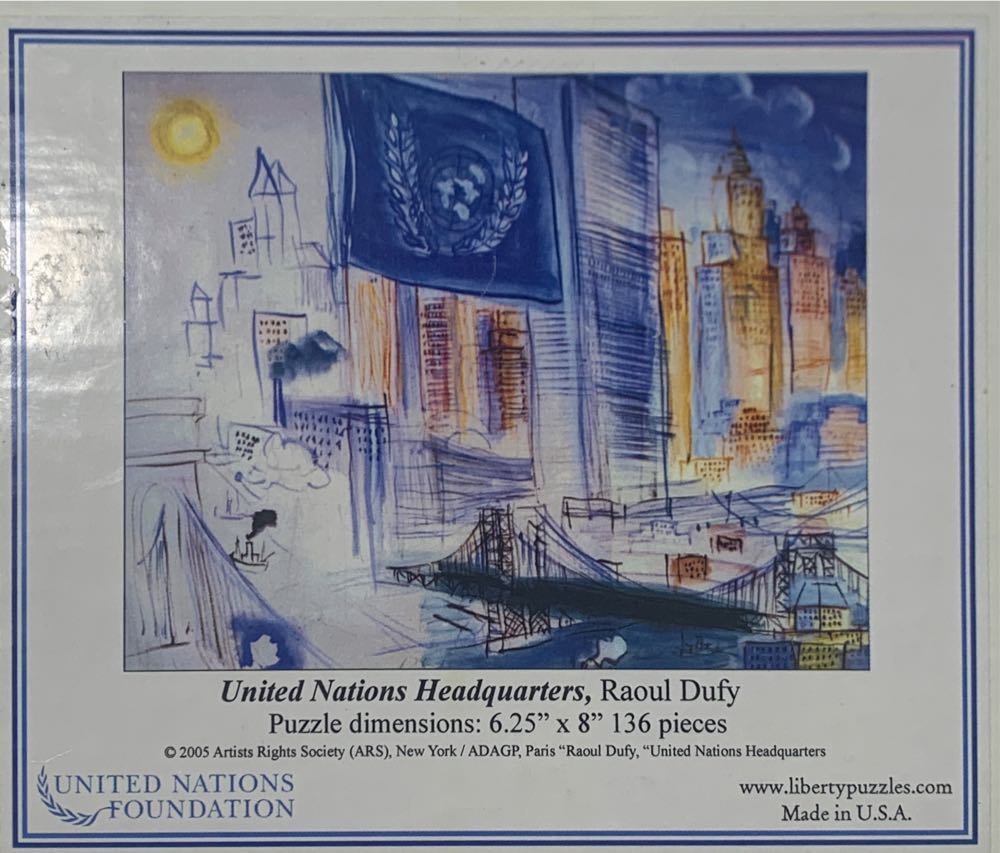 United Nations Headquarters, Raoul Dufy
Puzzle dimensions: 6.25” x 8” 136 pieces
© 2005 Artists Rights Society (ARS), New York / ADAGP, Paris “Raoul Dufy, “United Nations Headquarters
UNITED NATIONS
FOUNDATION
www.libertypuzzles.com
Made in U.S.A.